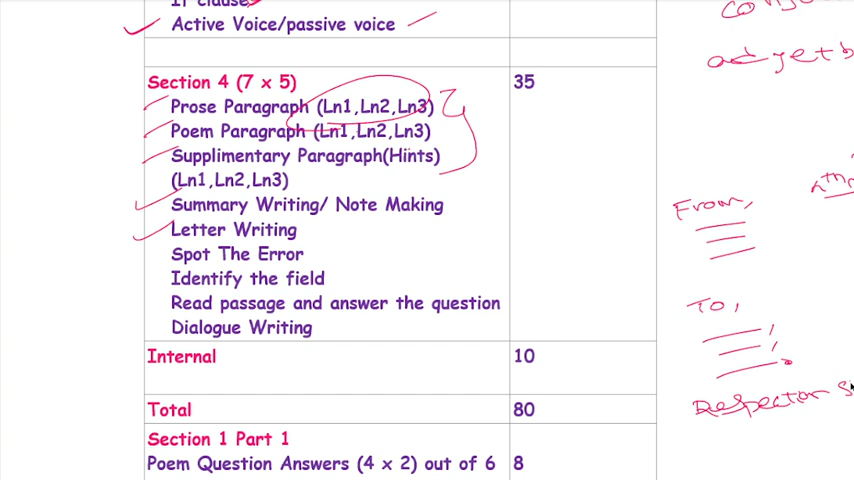 If clause
Active Voice/passive voice
Section 4 (7 x 5) 35
Prose Paragraph (Ln1,Ln2,Ln3)
Poem Paragraph (Ln1,Ln2,Ln3)
Supplimentary Paragraph(Hints)
(Ln1,Ln2,Ln3)
Summary Writing/ Note Making
Letter Writing
Spot The Error
Identify the field
Read passage and answer the question
Dialogue Writing
Internal 10
Total 80
Section 1 Part 1
Poem Question Answers (4 x 2) out of 6 8
From,
To,